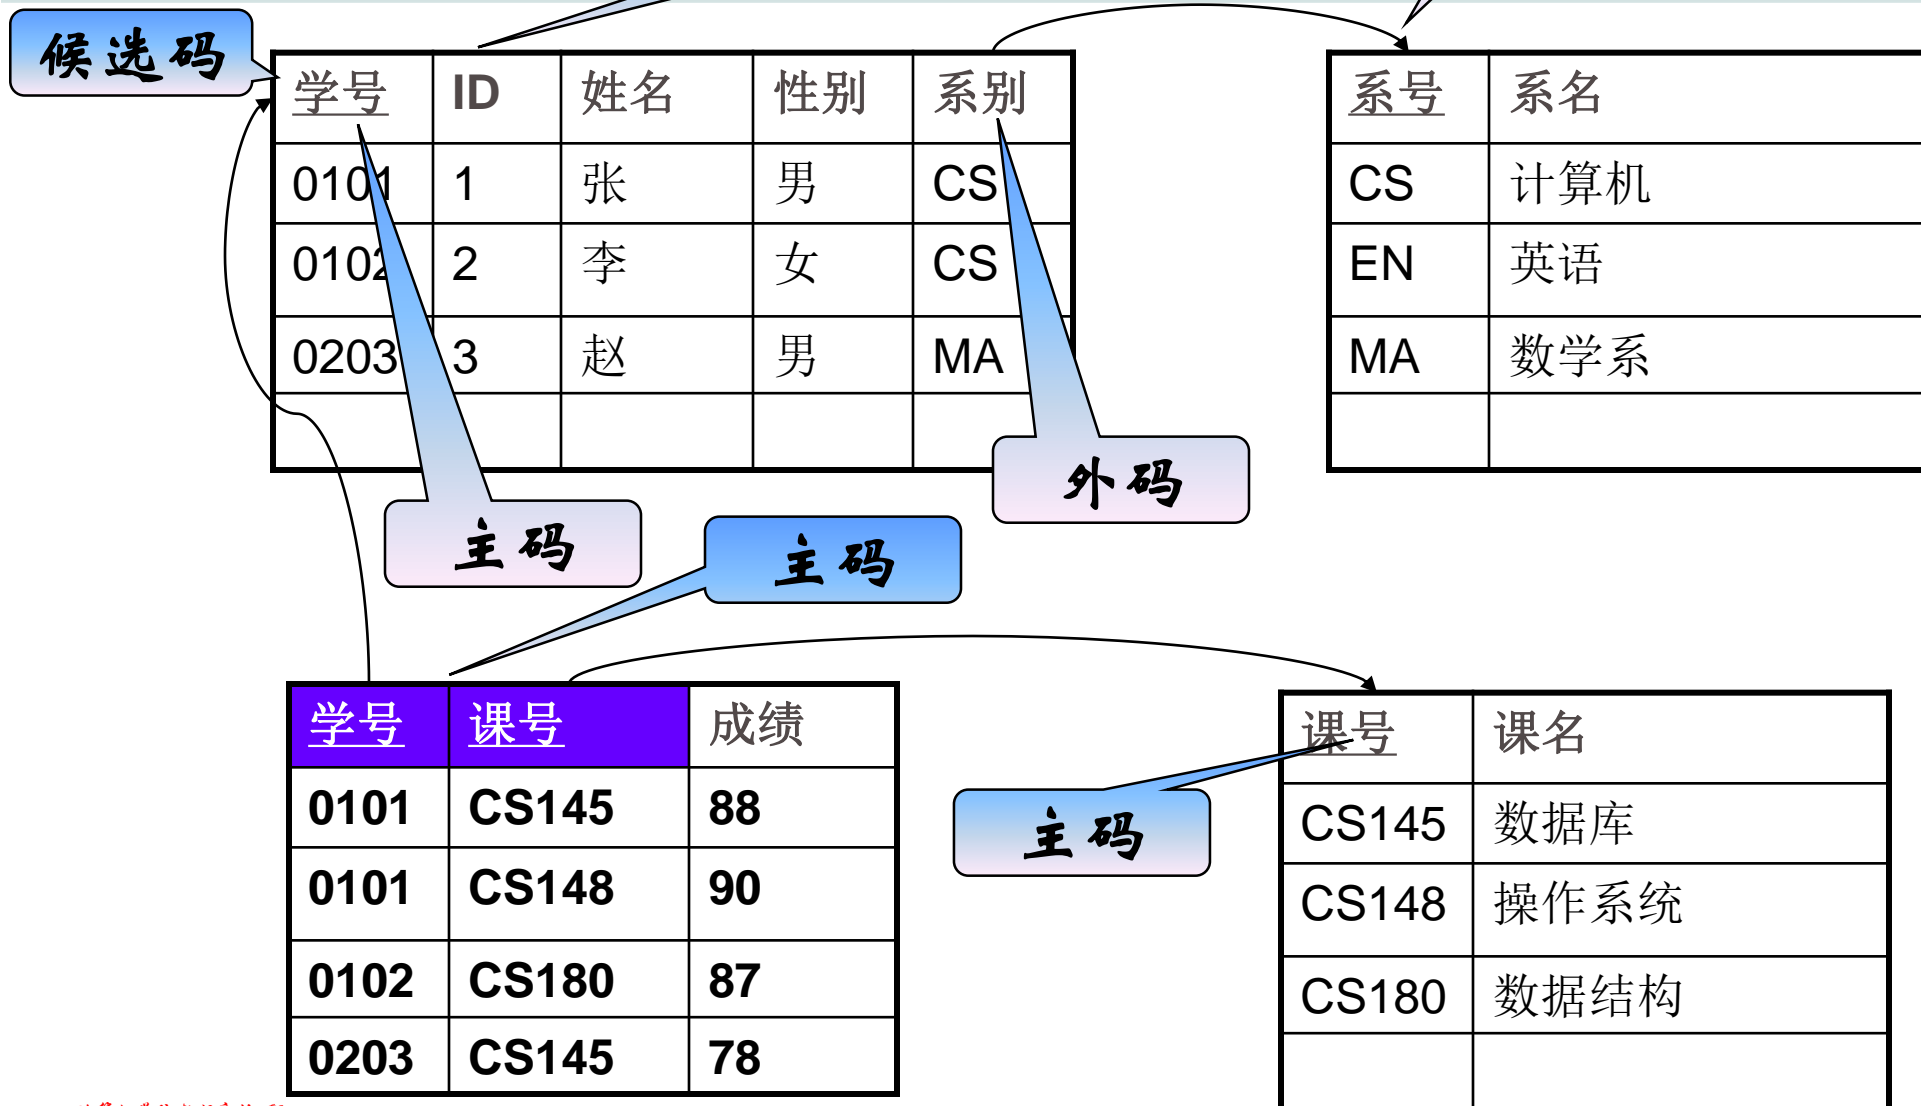 候选码
学号 ID 姓名 性别 系别
0101 1 张 男 CS
0102 2 李 女 CS
0203 3 赵 男 MA
系号 系名
CS 计算机
EN 英语
MA 数学系
外码
主码
主码
学号 课号 成绩
0101 CS145 88
0101 CS148 90
0102 CS180 87
0203 CS145 78
主码
课号 课名
CS145 数据库
CS148 操作系统
CS180 数据结构